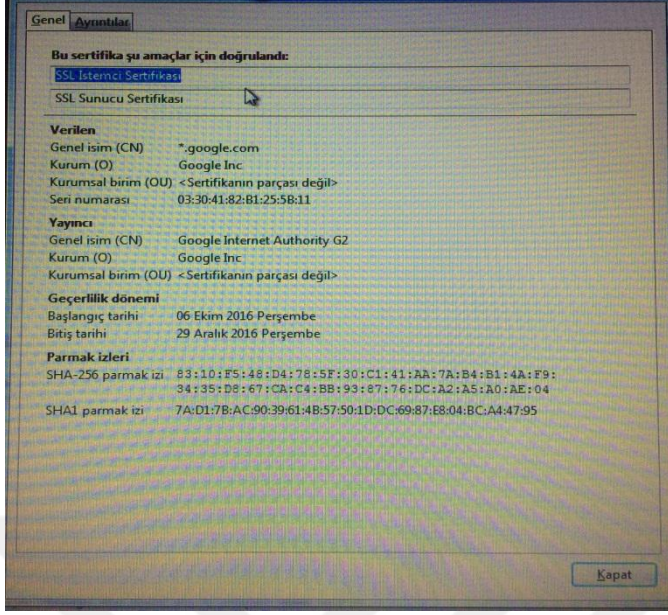 Genel Ayrıntılar
Bu sertifika şu amaçlar için doğrulandı:
SSL İstemci Sertifikası
SSL Sunucu Sertifikası
Verilen
Genel isim (CN) *.google.com
Kurum (O) Google Inc
Kurumsal birim (OU) <Sertifikanın parçası değil>
Seri numarası 03:30:41:82:B1:25:5B:11
Yayıncı
Genel isim (CN) Google Internet Authority G2
Kurum (O) Google Inc
Kurumsal birim (OU) <Sertifikanın parçası değil>
Geçerlilik dönemi
Başlangıç tarihi 06 Ekim 2016 Perşembe
Bitiş tarihi 29 Aralık 2016 Perşembe
Parmak izleri
SHA-256 parmak izi 83:10:F5:48:D4:78:5F:30:C1:41:AA:7A:B4:B1:4A:F9:
34:35:D8:67:CA:C4:BB:93:87:76:DC:A2:A5:A0:AE:04
SHA1 parmak izi 7A:D1:7B:AC:90:39:61:4B:57:50:1D:DC:69:87:E8:04:BC:A4:47:95
Kapat